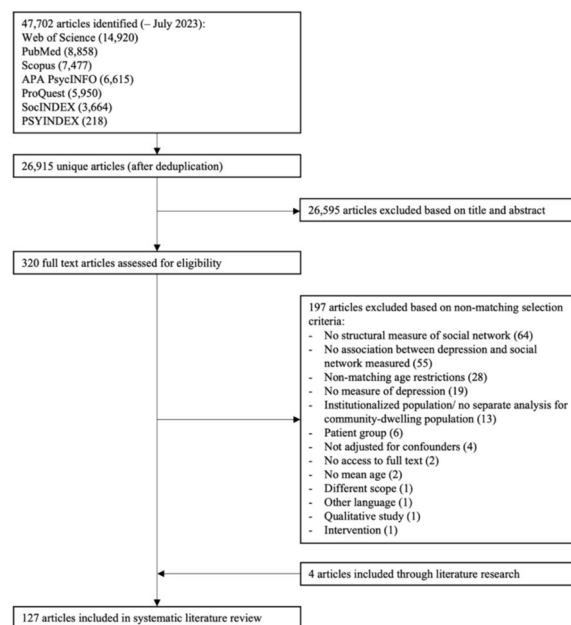 47,702 articles identified (– July 2023):
Web of Science (14,920)
PubMed (8,858)
Scopus (7,477)
APA PsycINFO (6,615)
ProQuest (5,950)
SocINDEX (3,664)
PSYINDEX (218)
26,915 unique articles (after deduplication)
26,595 articles excluded based on title and abstract
320 full text articles assessed for eligibility
197 articles excluded based on non-matching selection
criteria:
- No structural measure of social network (64)
- No association between depression and social
network measured (55)
- Non-matching age restrictions (28)
- No measure of depression (19)
- Institutionalized population/ no separate analysis for
community-dwelling population (13)
- Patient group (6)
- Not adjusted for confounders (4)
- No access to full text (2)
- No mean age (2)
- Different scope (1)
- Other language (1)
- Qualitative study (1)
- Intervention (1)
4 articles included through literature research
127 articles included in systematic literature review